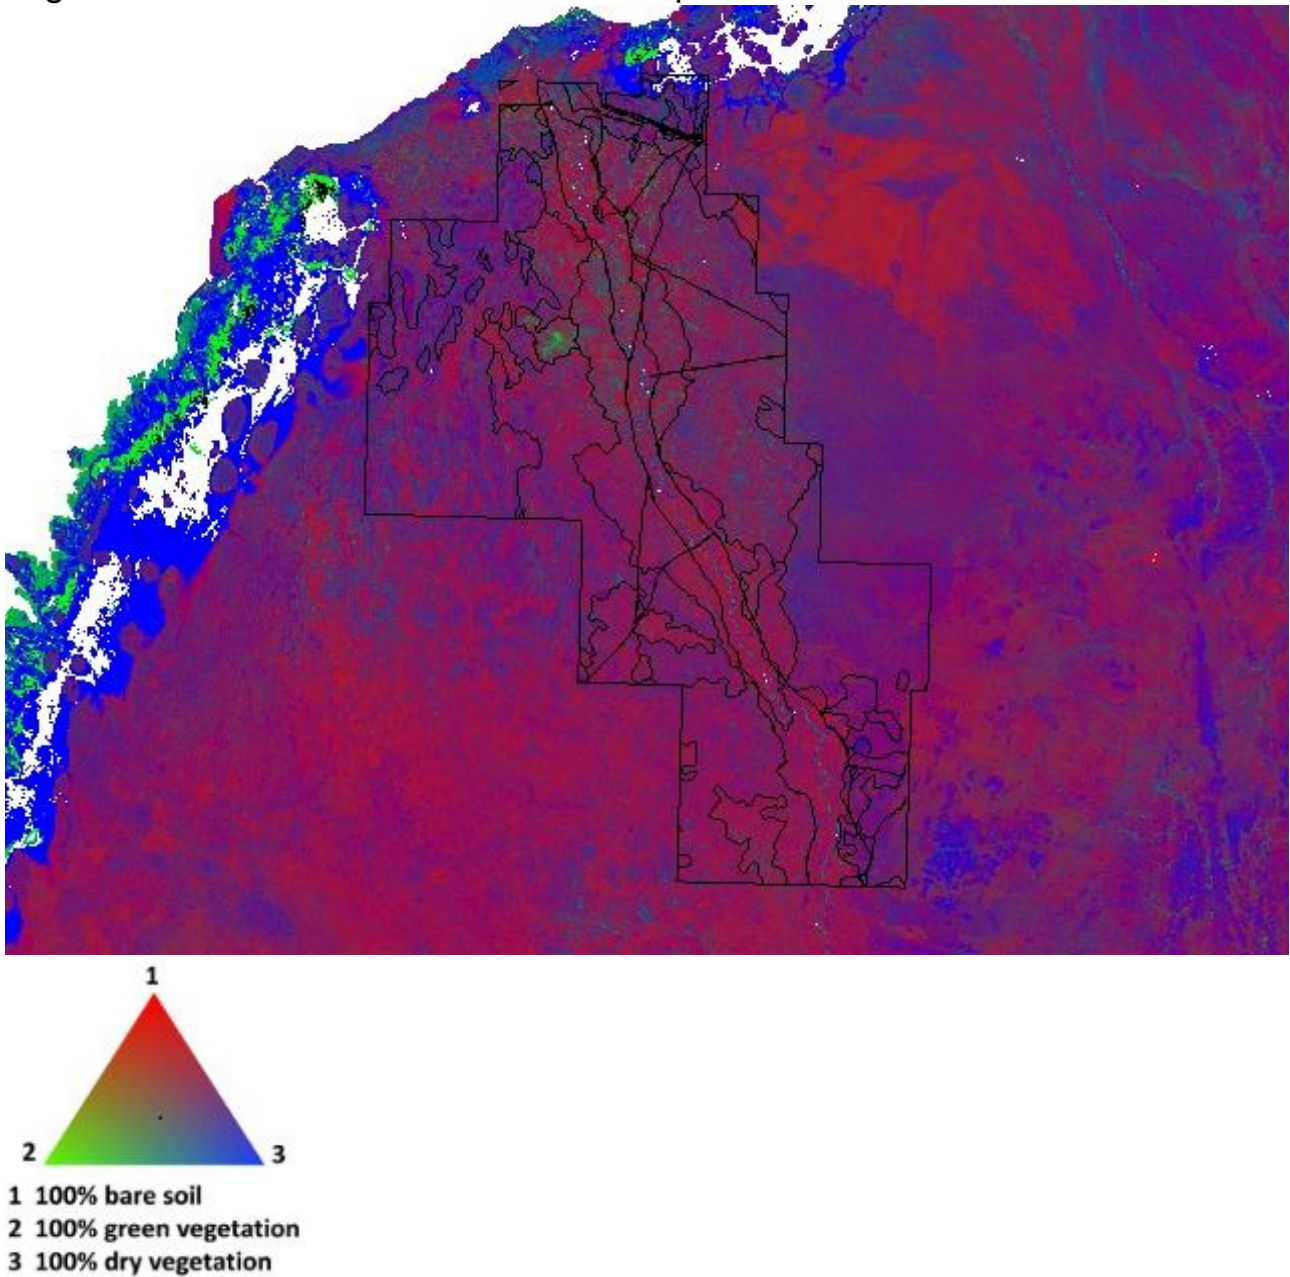 1
2
3
1 100% bare soil
2 100% green vegetation
3 100% dry vegetation